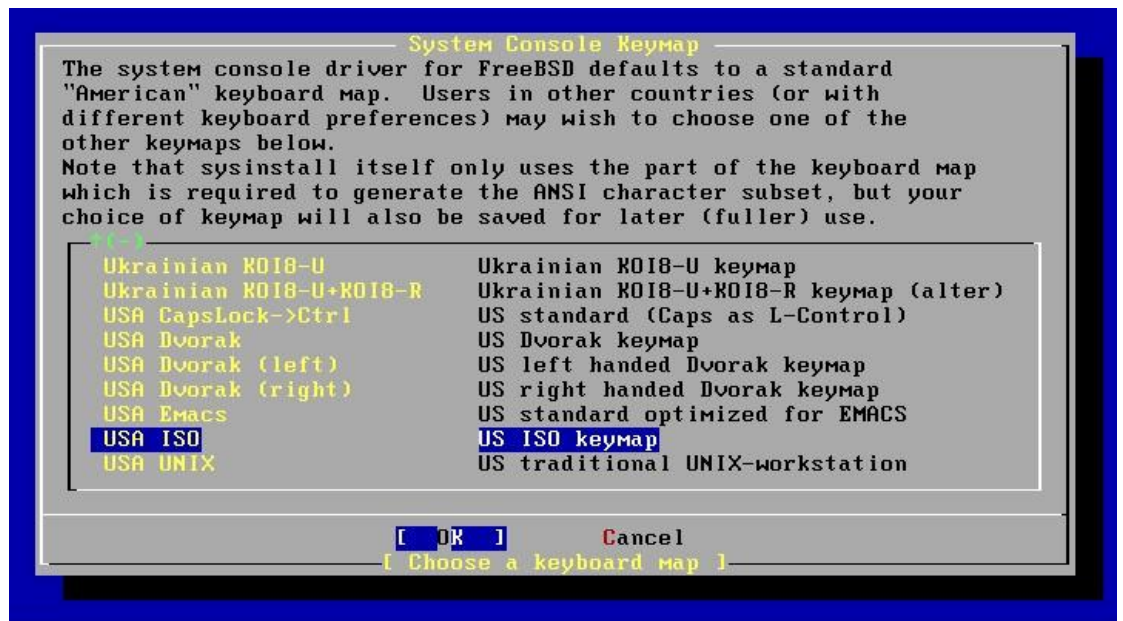 System Console Keymap
The system console driver for FreeBSD defaults to a standard
"American" keyboard map.  Users in other countries (or with
different keyboard preferences) may wish to choose one of the
other keymaps below.
Note that sysinstall itself only uses the part of the keyboard map
which is required to generate the ANSI character subset, but your
choice of keymap will also be saved for later (fuller) use.
↑(-)
Ukrainian KOI8-U Ukrainian KOI8-U keymap
Ukrainian KOI8-U+KOI8-R Ukrainian KOI8-U+KOI8-R keymap (alter)
USA CapsLock->Ctrl US standard (Caps as L-Control)
USA Dvorak US Dvorak keymap
USA Dvorak (left) US left handed Dvorak keymap
USA Dvorak (right) US right handed Dvorak keymap
USA Emacs US standard optimized for EMACS
USA ISO US ISO keymap
USA UNIX US traditional UNIX-workstation
[ OK ] Cancel
[ Choose a keyboard map ]